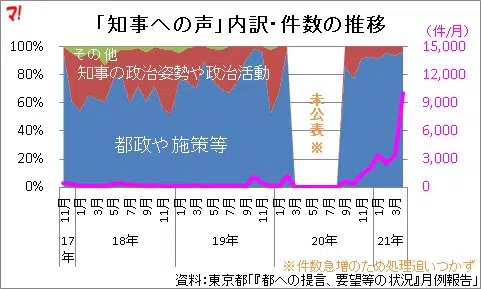 マ!
「知事への声」内訳・件数の推移
(件/月)
100%
80%
60%
40%
20%
0%
15,000
12,000
9,000
6,000
3,000
0
その他
知事の政治姿勢や政治活動
都政や施策等
未公表※
11月 1月 3月 5月 7月 9月 11月 1月 3月 5月 7月 9月 11月 1月 3月 5月 7月 9月 11月 1月 3月
17年 18年 19年 20年 21年
※件数急増のため処理追いつかず
資料:東京都「『都への提言、要望等の状況』月例報告」